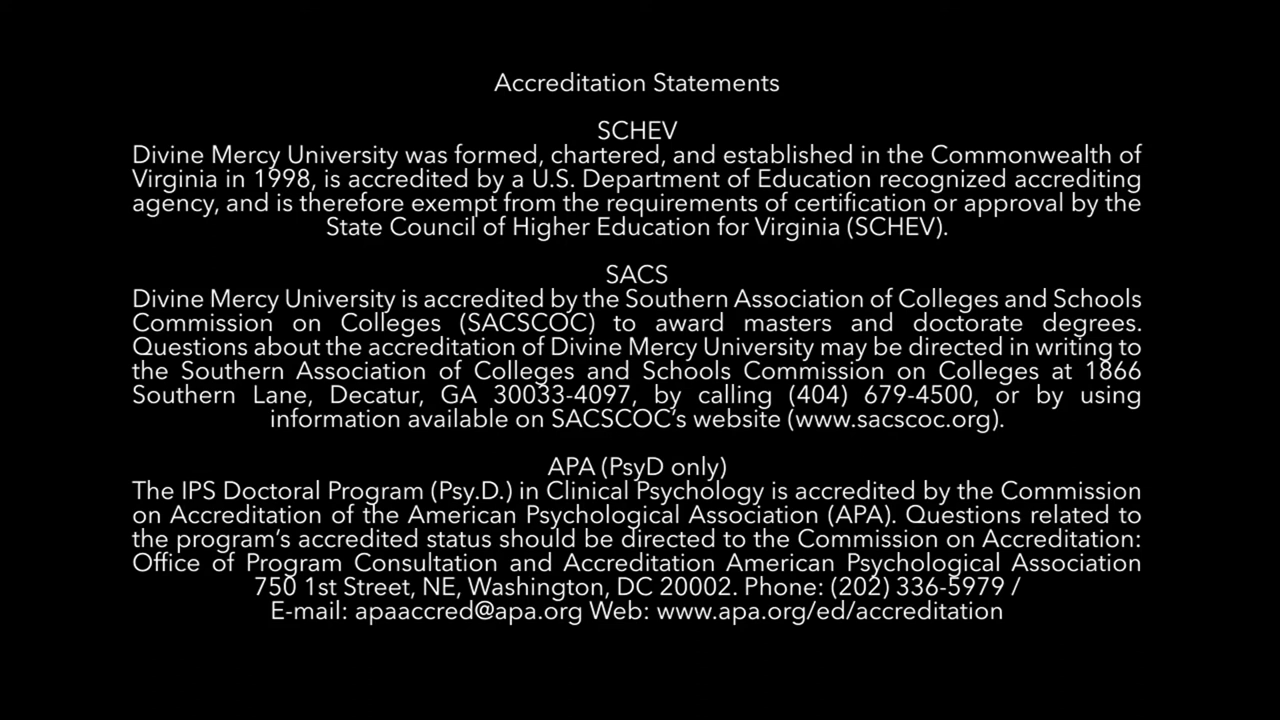 Accreditation Statements
SCHEV
Divine Mercy University was formed, chartered, and established in the Commonwealth of
Virginia in 1998, is accredited by a U.S. Department of Education recognized accrediting
agency, and is therefore exempt from the requirements of certification or approval by the
State Council of Higher Education for Virginia (SCHEV).
SACS
Divine Mercy University is accredited by the Southern Association of Colleges and Schools
Commission on Colleges (SACSCOC) to award masters and doctorate degrees.
Questions about the accreditation of Divine Mercy University may be directed in writing to
the Southern Association of Colleges and Schools Commission on Colleges at 1866
Southern Lane, Decatur, GA 30033-4097, by calling (404) 679-4500, or by using
information available on SACSCOC’s website (www.sacscoc.org).
APA (PsyD only)
The IPS Doctoral Program (Psy.D.) in Clinical Psychology is accredited by the Commission
on Accreditation of the American Psychological Association (APA). Questions related to
the program’s accredited status should be directed to the Commission on Accreditation:
Office of Program Consultation and Accreditation American Psychological Association
750 1st Street, NE, Washington, DC 20002. Phone: (202) 336-5979 /
E-mail: apaaccred@apa.org Web: www.apa.org/ed/accreditation